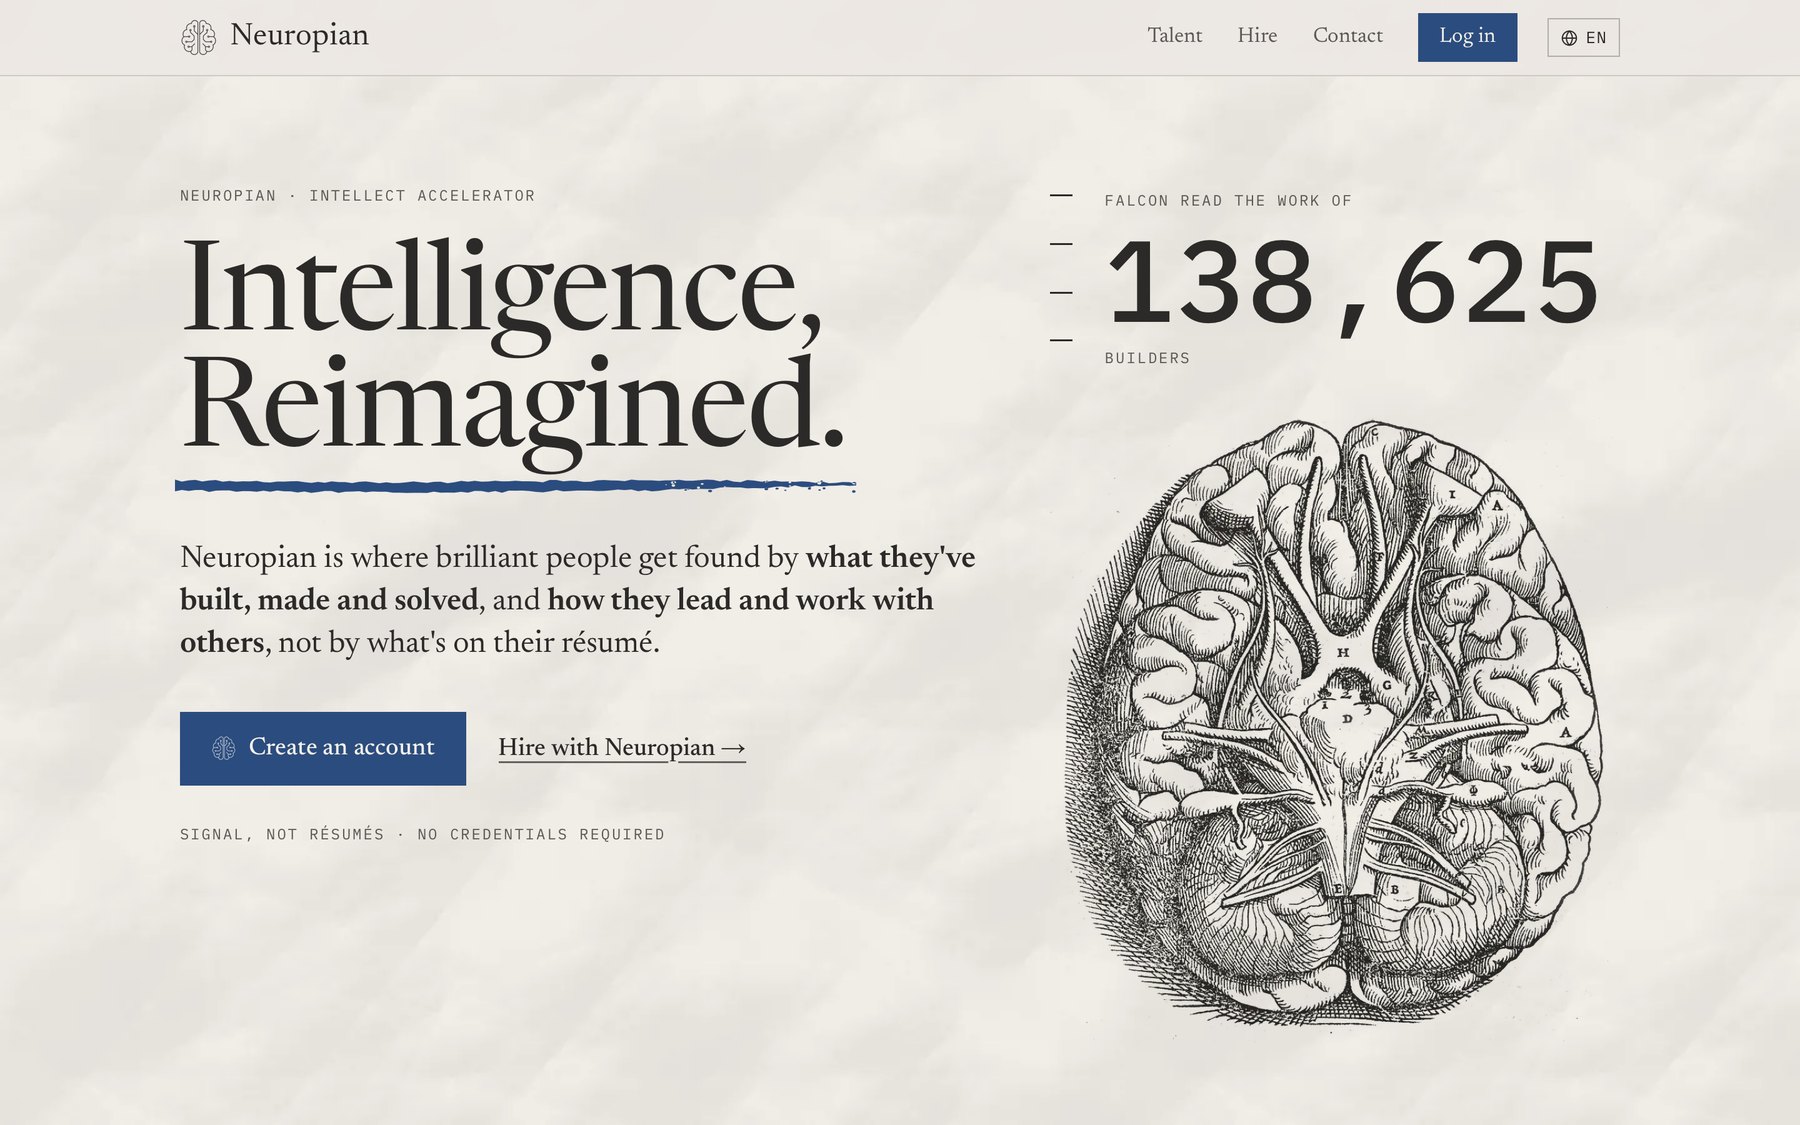 Neuropian
Talent
Hire
Contact
Log in
EN
NEUROPIAN · INTELLECT ACCELERATOR
Intelligence,
Reimagined.
Neuropian is where brilliant people get found by what they've
built, made and solved, and how they lead and work with
others, not by what's on their résumé.
Create an account
Hire with Neuropian →
SIGNAL, NOT RÉSUMÉS · NO CREDENTIALS REQUIRED
FALCON READ THE WORK OF
138,625
BUILDERS
C
I
A
H
G
D
A
E
B